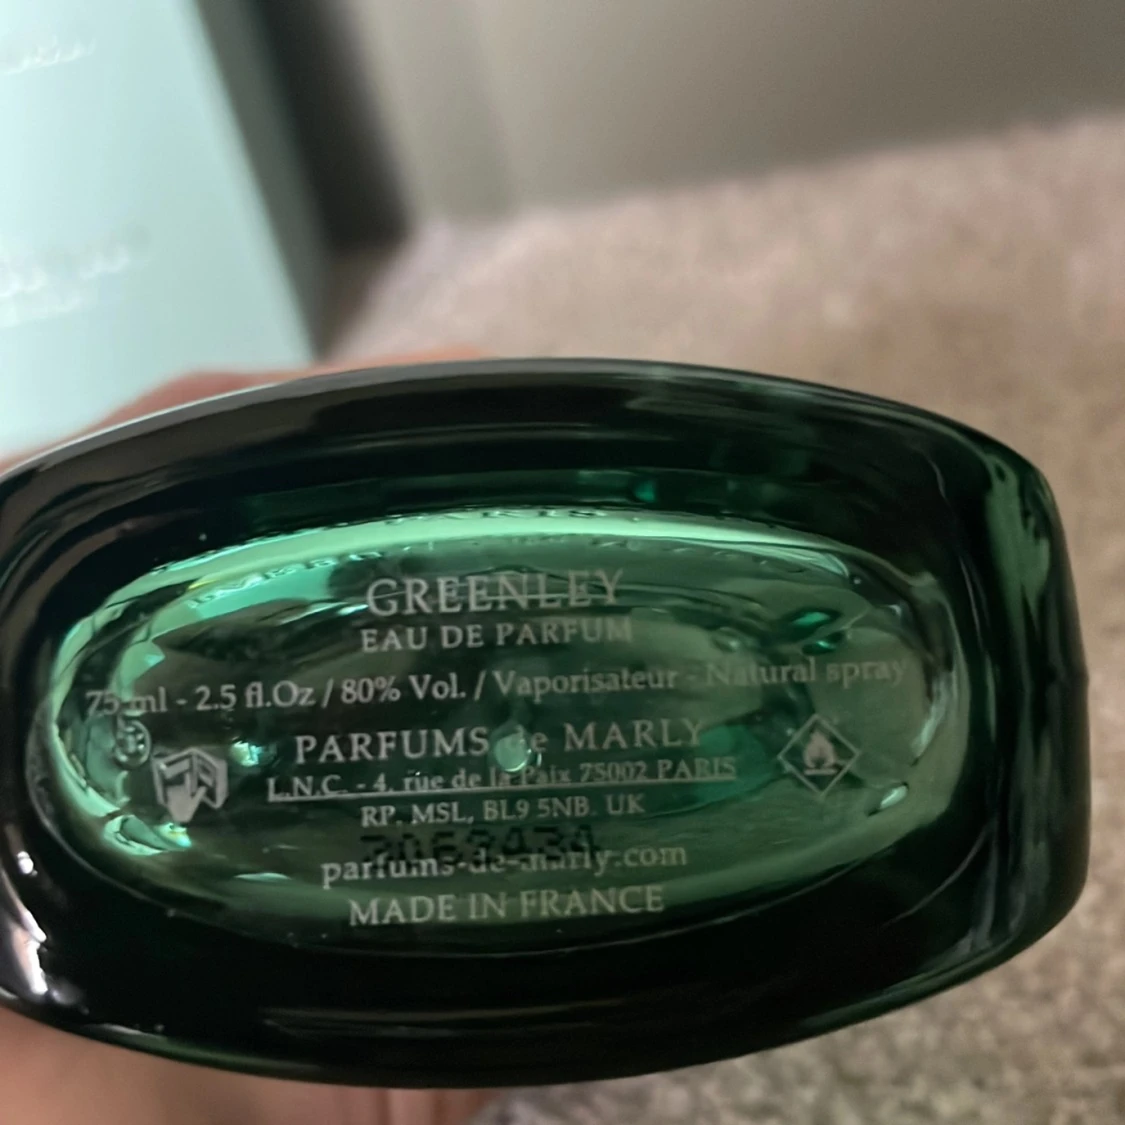 GREENLEY
EAU DE PARFUM
75 ml - 2.5 fl.Oz / 80% Vol. / Vaporisateur - Natural spray
PARFUMS de MARLY
L.N.C. - 4, rue de la Paix 75002 PARIS
RP. MSL, BL9 5NB. UK
parfums-de-marly.com
MADE IN FRANCE